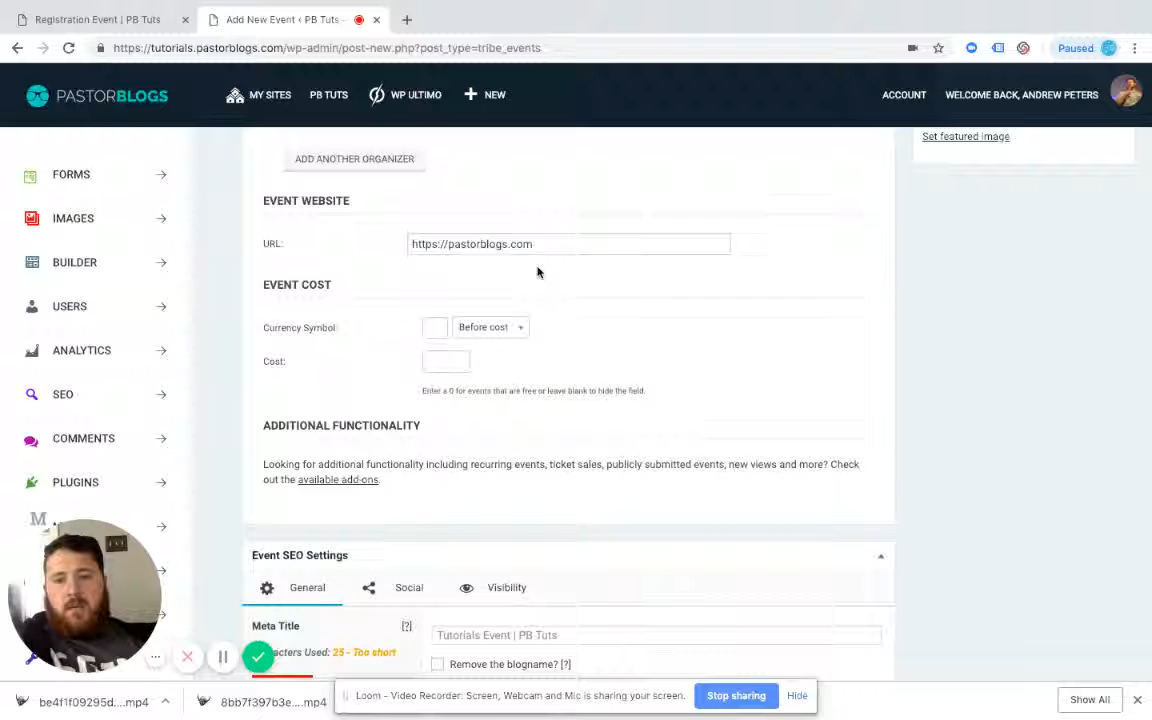 Registration Event | PB Tuts
Add New Event ‹ PB Tuts -
https://tutorials.pastorblogs.com/wp-admin/post-new.php?post_type=tribe_events
Paused
PASTORBLOGS
MY SITES
PB TUTS
WP ULTIMO
NEW
ACCOUNT
WELCOME BACK, ANDREW PETERS
Set featured image
FORMS
IMAGES
BUILDER
USERS
ANALYTICS
SEO
COMMENTS
PLUGINS
ADD ANOTHER ORGANIZER
EVENT WEBSITE
URL:
https://pastorblogs.com
EVENT COST
Currency Symbol:
Before cost
Cost:
Enter a 0 for events that are free or leave blank to hide the field.
ADDITIONAL FUNCTIONALITY
Looking for additional functionality including recurring events, ticket sales, publicly submitted events, new views and more? Check
out the available add-ons.
Event SEO Settings
General
Social
Visibility
Meta Title
[?]
Tutorials Event | PB Tuts
acters Used: 25 - Too short
Remove the blogname? [?]
Loom - Video Recorder: Screen, Webcam and Mic is sharing your screen.
Stop sharing
Hide
be4f1f09295d....mp4
8bb7f397b3e....mp4
Show All